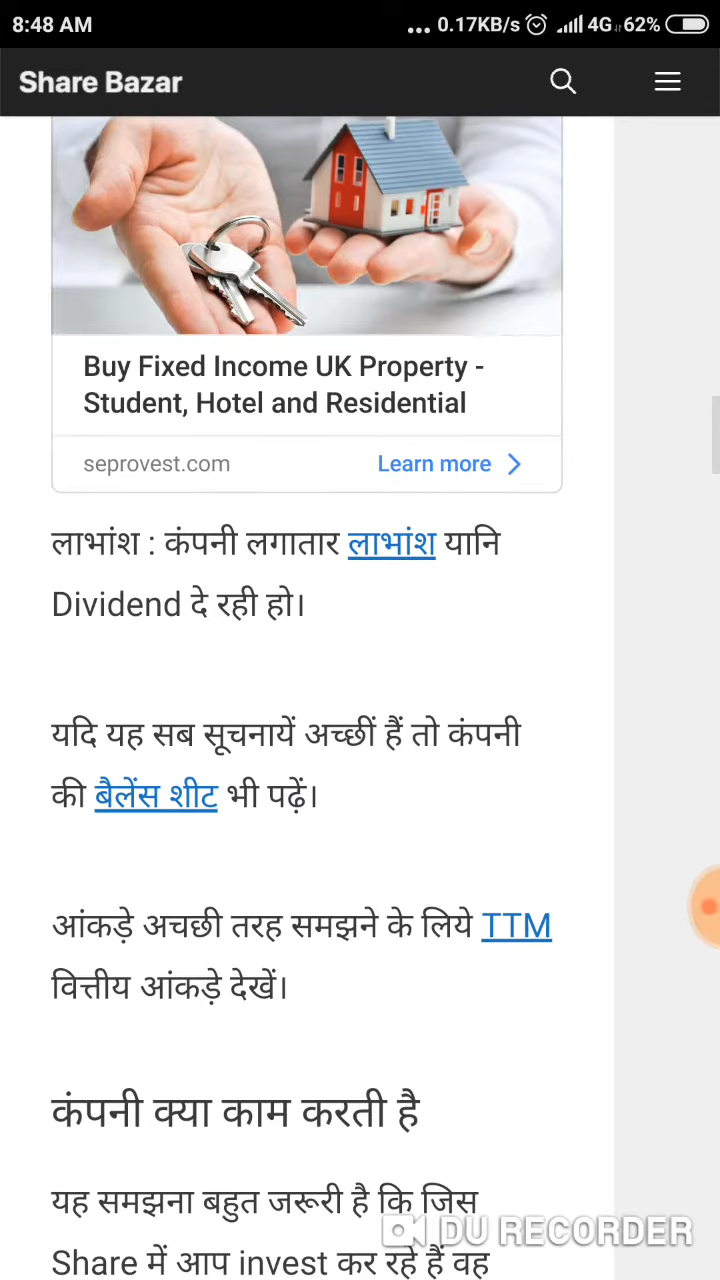 8:48 AM
... 0.17KB/s 4G 62%
Share Bazar
Buy Fixed Income UK Property -
Student, Hotel and Residential
seprovest.com
Learn more
लाभांश : कंपनी लगातार लाभांश यानि
Dividend दे रही हो।
यदि यह सब सूचनायें अच्छीं हैं तो कंपनी
की बैलेंस शीट भी पढ़ें।
आंकड़े अचछी तरह समझने के लिये TTM
वित्तीय आंकड़े देखें।
कंपनी क्या काम करती है
यह समझना बहुत जरूरी है कि जिस
DU RECORDER
Share में आप invest कर रहे हैं वह